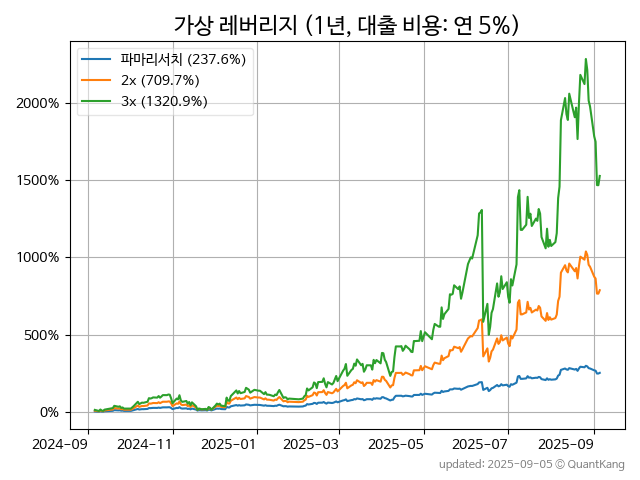 가상 레버리지 (1년, 대출 비용: 연 5%)
파마리서치 (237.6%)
2x (709.7%)
3x (1320.9%)
2000%
1500%
1000%
500%
0%
2024-09 2024-11 2025-01 2025-03 2025-05 2025-07 2025-09
updated: 2025-09-05 © QuantKang